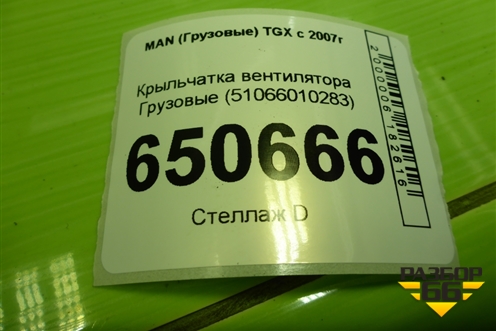 MAN (Грузовые) TGX с 2007г
Крыльчатка вентилятора
Грузовые (51066010283)
650666
Стеллаж D
2000006182616
РАЗБОР
66